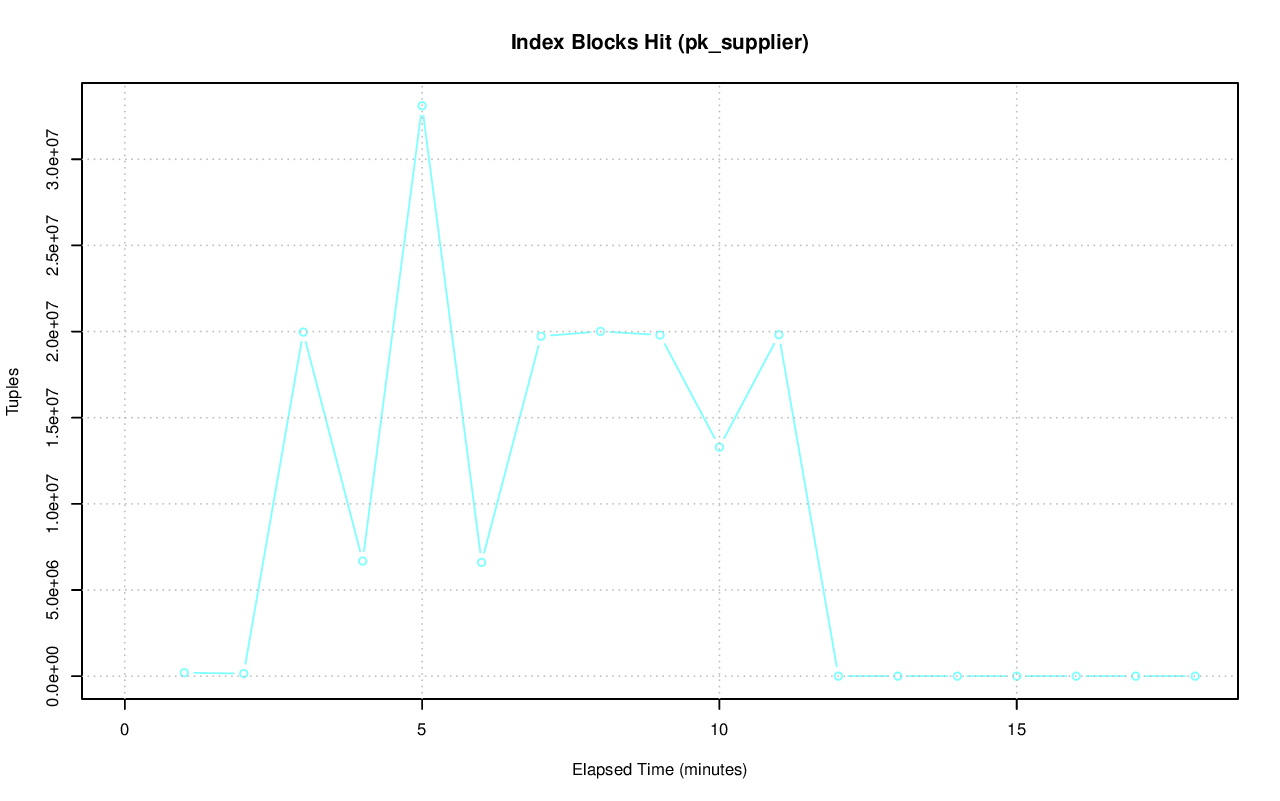 Index Blocks Hit (pk_supplier)
Tuples
3.0e+07
2.5e+07
2.0e+07
1.5e+07
1.0e+07
5.0e+06
0.0e+00
0 5 10 15
Elapsed Time (minutes)